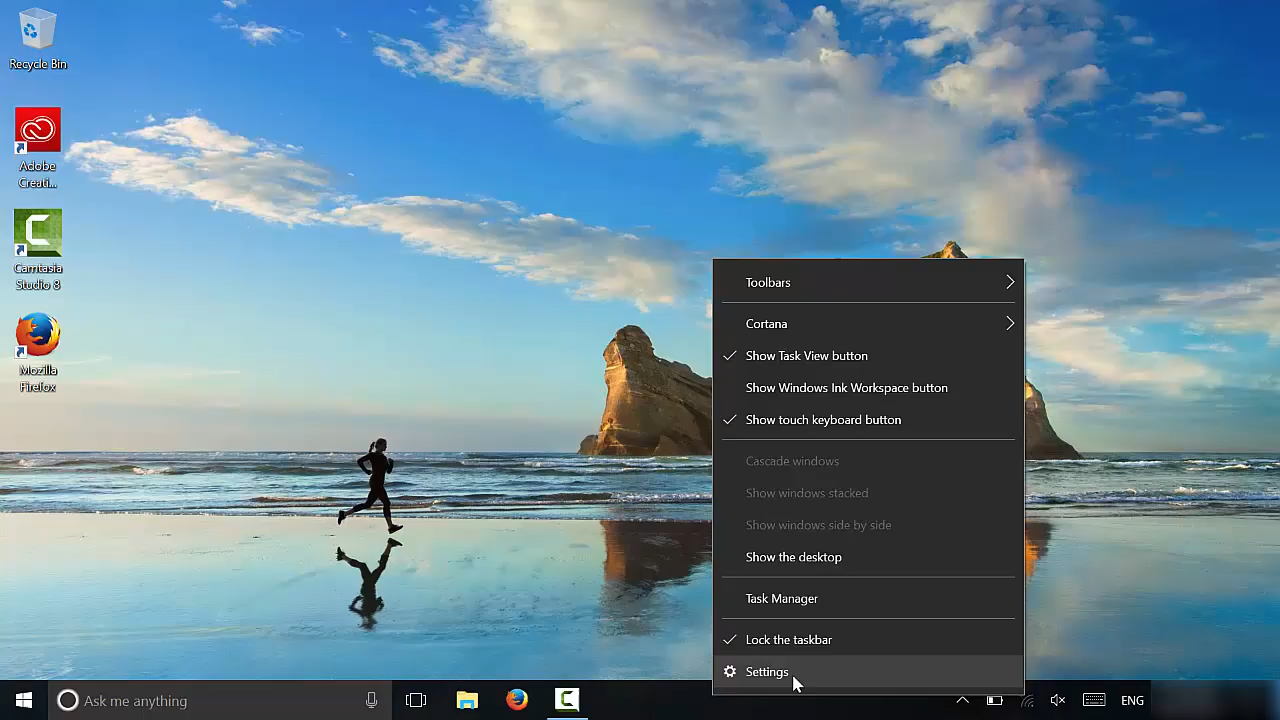 Recycle Bin
Adobe
Creati...
Camtasia
Studio 8
Mozilla
Firefox
Toolbars
Cortana
Show Task View button
Show Windows Ink Workspace button
Show touch keyboard button
Cascade windows
Show windows stacked
Show windows side by side
Show the desktop
Task Manager
Lock the taskbar
Settings
Ask me anything
ENG